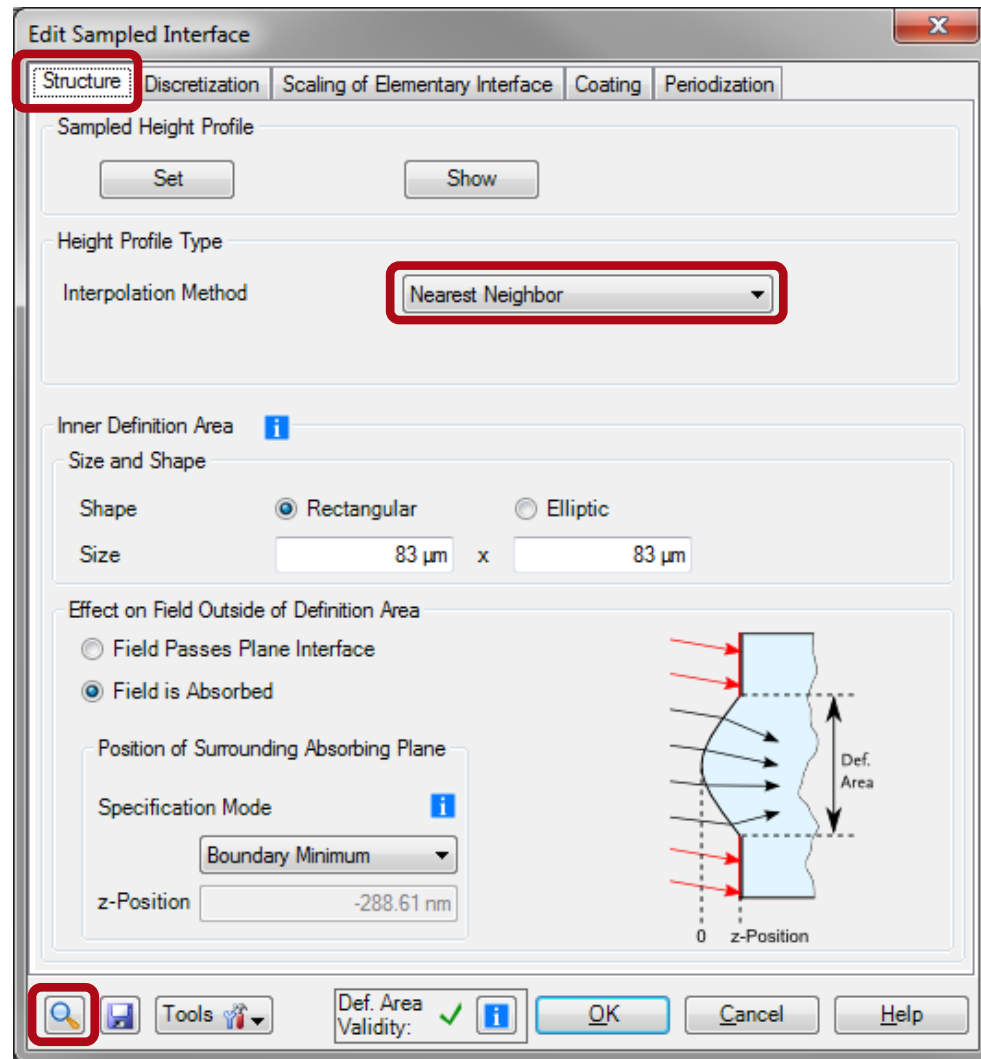 Edit Sampled Interface
Structure Discretization Scaling of Elementary Interface Coating Periodization
Sampled Height Profile
Set Show
Height Profile Type
Interpolation Method Nearest Neighbor
Inner Definition Area
Size and Shape
Shape Rectangular Elliptic
Size 83 µm x 83 µm
Effect on Field Outside of Definition Area
Field Passes Plane Interface
Field is Absorbed
Position of Surrounding Absorbing Plane
Specification Mode
Boundary Minimum
z-Position -288.61 nm
Def.
Area
0 z-Position
Tools Def. Area
Validity: OK Cancel Help